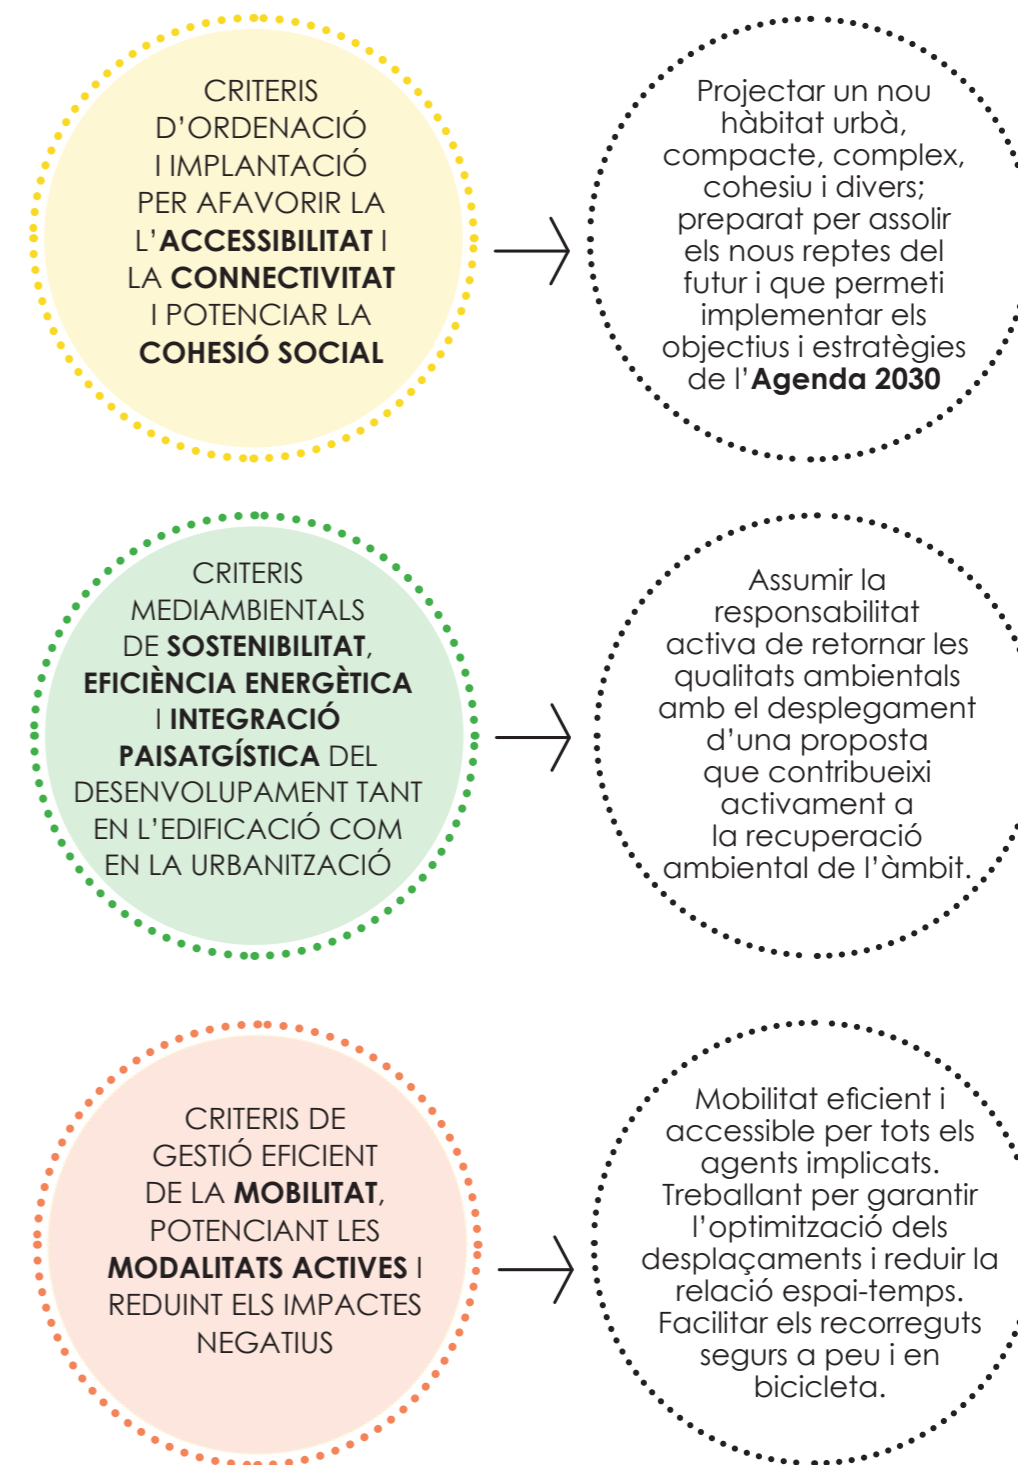 CRITERIS
D’ORDENACIÓ
I IMPLANTACIÓ
PER AFAVORIR LA
L’ACCESSIBILITAT I
LA CONNECTIVITAT
I POTENCIAR LA
COHESIÓ SOCIAL
Projectar un nou
hàbitat urbà,
compacte, complex,
cohesiu i divers;
preparat per assolir
els nous reptes del
futur i que permeti
implementar els
objectius i estratègies
de l’Agenda 2030
CRITERIS
MEDIAMBIENTALS
DE SOSTENIBILITAT,
EFICIÈNCIA ENERGÈTICA
I INTEGRACIÓ
PAISATGÍSTICA DEL
DESENVOLUPAMENT TANT
EN L’EDIFICACIÓ COM
EN LA URBANITZACIÓ
Assumir la
responsabilitat
activa de retornar les
qualitats ambientals
amb el desplegament
d’una proposta
que contribueixi
activament a
la recuperació
ambiental de l’àmbit.
CRITERIS DE
GESTIÓ EFICIENT
DE LA MOBILITAT,
POTENCIANT LES
MODALITATS ACTIVES I
REDUINT ELS IMPACTES
NEGATIUS
Mobilitat eficient i
accessible per tots els
agents implicats.
Treballant per garantir
l’optimització dels
desplaçaments i reduir la
relació espai-temps.
Facilitar els recorreguts
segurs a peu i en
bicicleta.